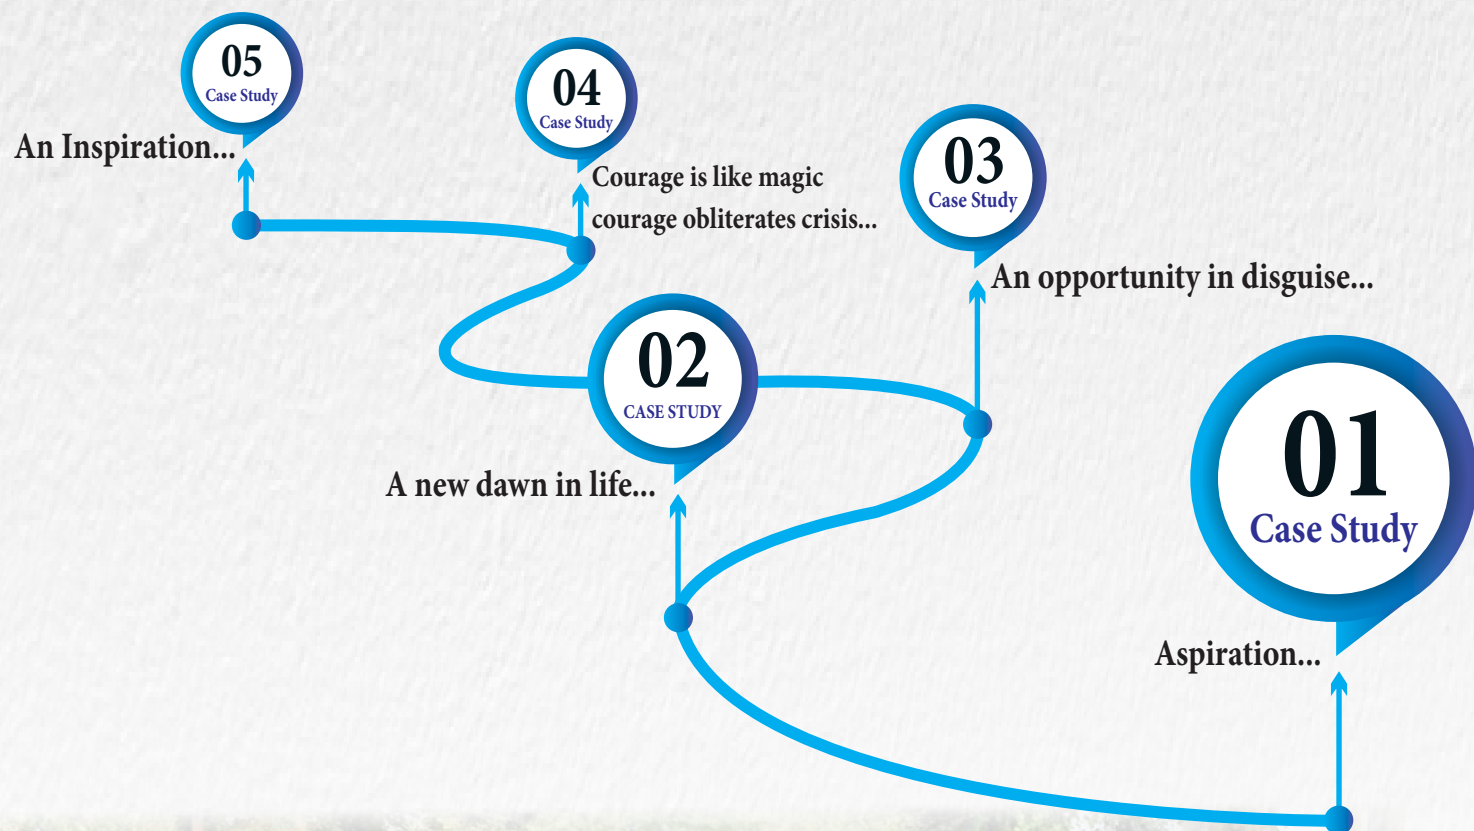 05
Case Study
An Inspiration...
04
Case Study
Courage is like magic
courage obliterates crisis...
03
Case Study
An opportunity in disguise...
02
CASE STUDY
A new dawn in life...
01
Case Study
Aspiration...